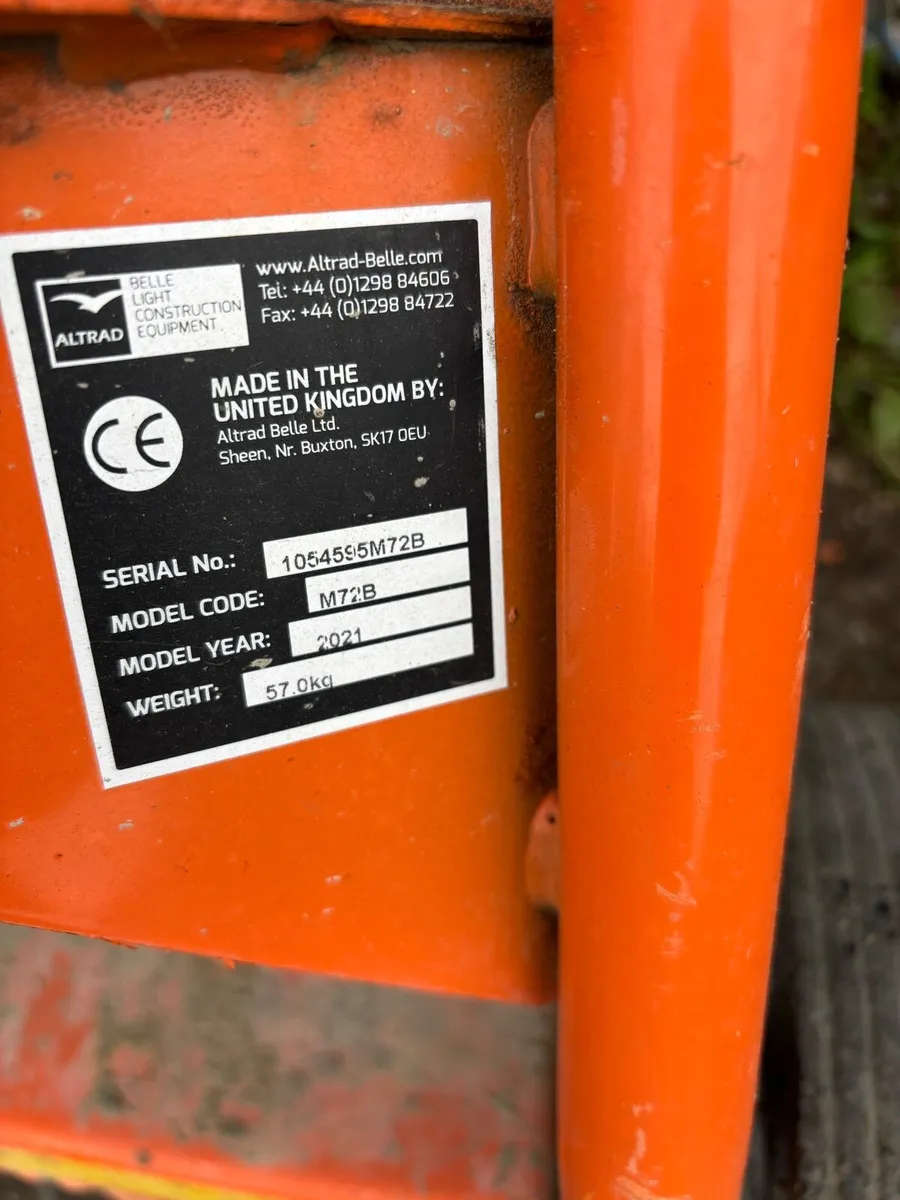 ALTRAD
BELLE
LIGHT
CONSTRUCTION
EQUIPMENT
www.Altrad-Belle.com
Tel: +44 (0)1298 84606
Fax: +44 (0)1298 84722
CE
MADE IN THE
UNITED KINGDOM BY:
Altrad Belle Ltd.
Sheen, Nr. Buxton, SK17 0EU
SERIAL No.: 1054595M72B
MODEL CODE: M72B
MODEL YEAR: 2021
WEIGHT: 57.0kg